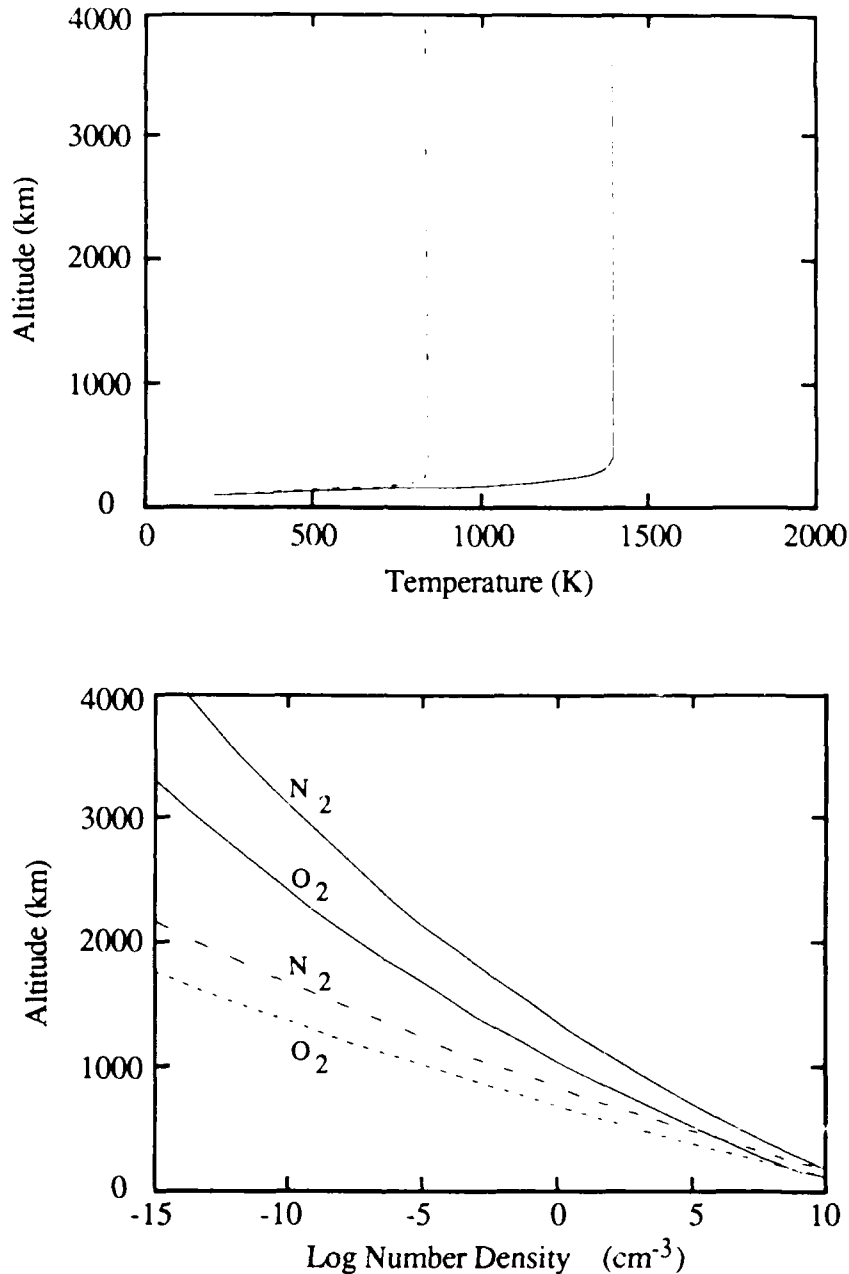 4000
3000
2000
1000
0
Altitude (km)
0 500 1000 1500 2000
Temperature (K)
4000
3000
2000
1000
0
Altitude (km)
N2
O2
N2
O2
-15 -10 -5 0 5 10
Log Number Density (cm-3)